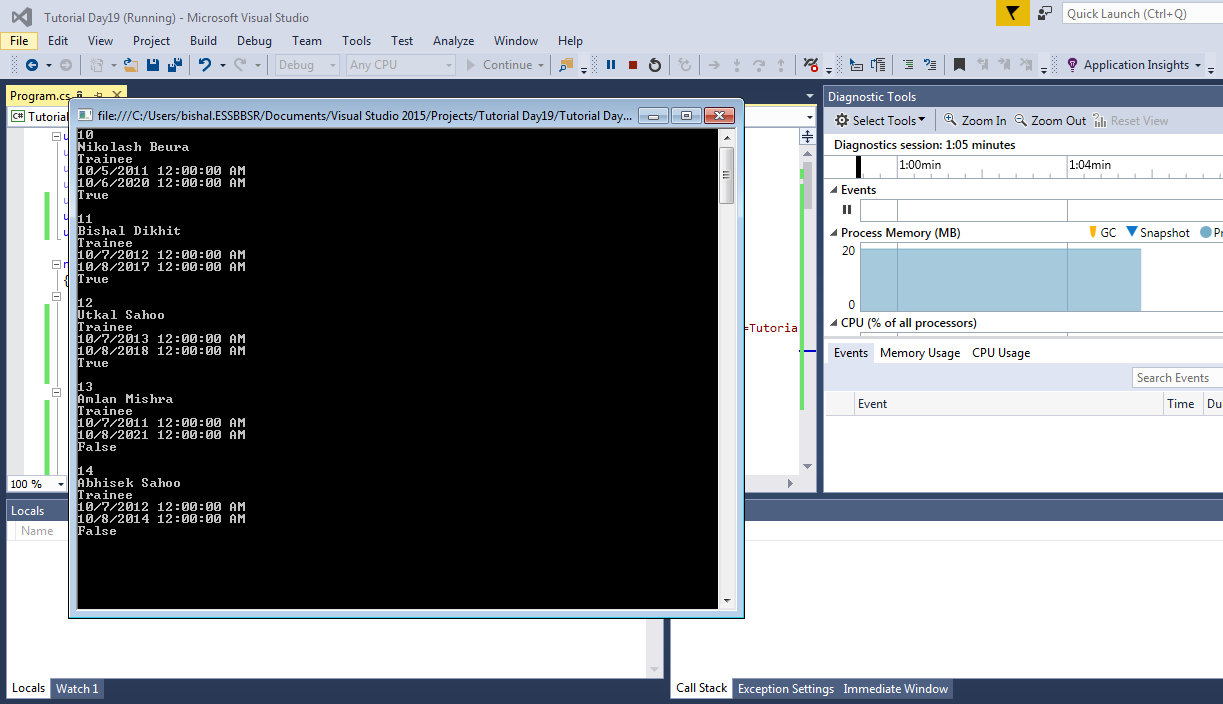 Tutorial Day19 (Running) - Microsoft Visual Studio
Quick Launch (Ctrl+Q)
File Edit View Project Build Debug Team Tools Test Analyze Window Help
Debug Any CPU Continue Application Insights
Program.cs
C# Tutorial
file:///C:/Users/bishal.ESSBBSR/Documents/Visual Studio 2015/Projects/Tutorial Day19/Tutorial Day...
10
Nikolash Beura
Trainee
10/5/2011 12:00:00 AM
10/6/2020 12:00:00 AM
True
11
Bishal Dikhit
Trainee
10/7/2012 12:00:00 AM
10/8/2017 12:00:00 AM
True
12
Utkal Sahoo
Trainee
10/7/2013 12:00:00 AM
10/8/2018 12:00:00 AM
True
13
Amlan Mishra
Trainee
10/7/2011 12:00:00 AM
10/8/2021 12:00:00 AM
False
14
Abhisek Sahoo
Trainee
10/7/2012 12:00:00 AM
10/8/2014 12:00:00 AM
False
=Tutoria
100 %
Diagnostic Tools
Select Tools Zoom In Zoom Out Reset View
Diagnostics session: 1:05 minutes
1:00min 1:04min
Events
Process Memory (MB) GC Snapshot Pr
20
0
CPU (% of all processors)
Events Memory Usage CPU Usage
Search Events
Event Time Du
Locals
Name
Locals Watch 1
Call Stack Exception Settings Immediate Window